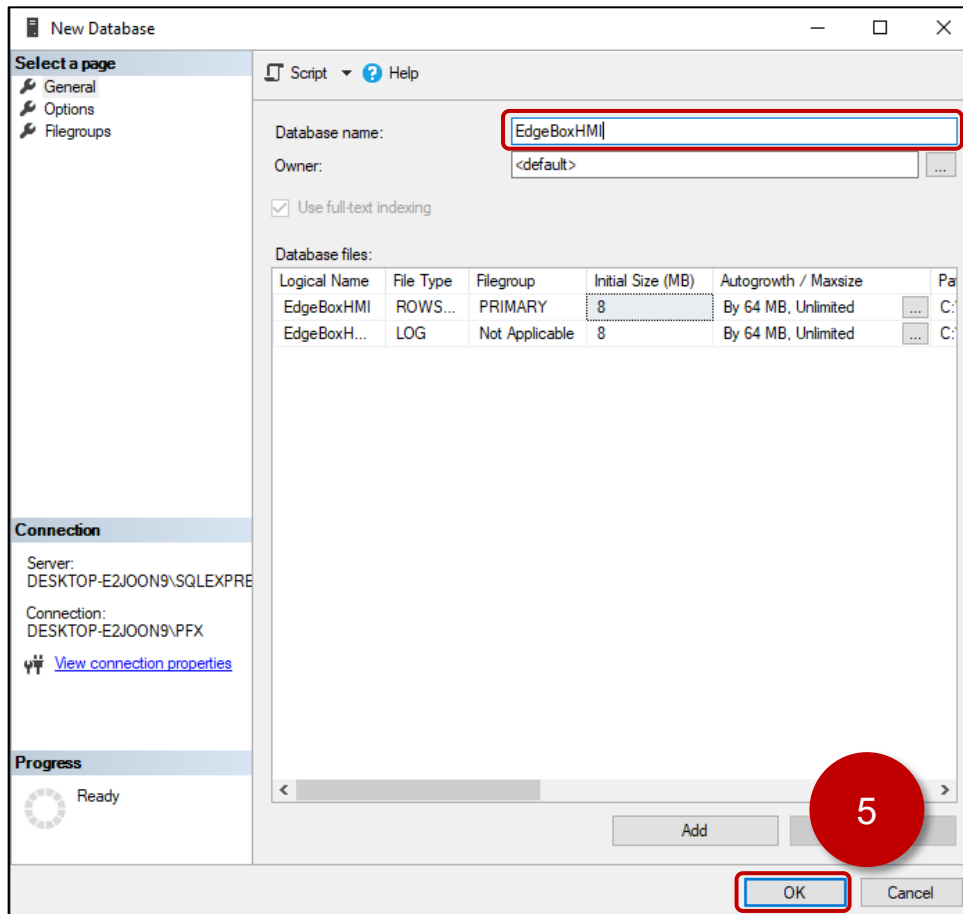 New Database
Select a page
General
Options
Filegroups
Script Help
Database name: EdgeBoxHMI
Owner: <default> ...
Use full-text indexing
Database files:
Logical Name File Type Filegroup Initial Size (MB) Autogrowth / Maxsize Pa
EdgeBoxHMI ROWS... PRIMARY 8 By 64 MB, Unlimited ... C:
EdgeBoxH... LOG Not Applicable 8 By 64 MB, Unlimited ... C:
Connection
Server:
DESKTOP-E2JOON9\SQLEXPRE
Connection:
DESKTOP-E2JOON9\PFX
View connection properties
Progress
Ready
Add
5
OK Cancel